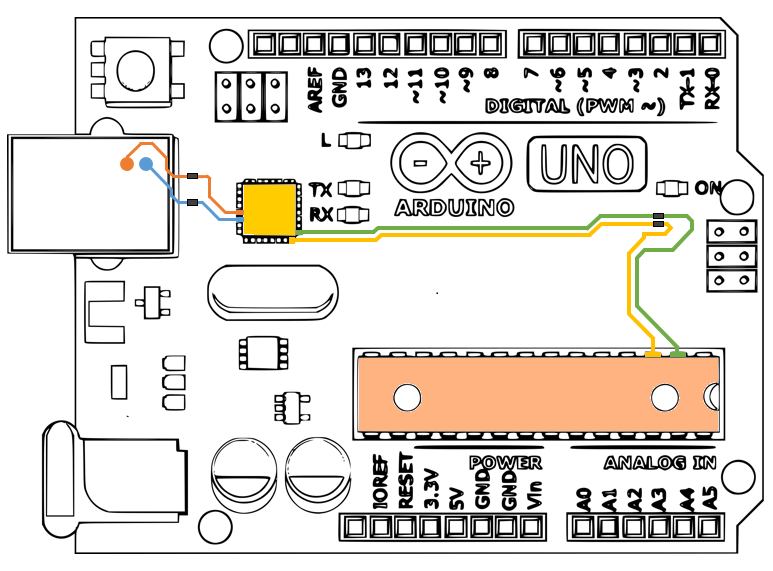 AREF GND 13 12 ~11 ~10 ~9 8 7 ~6 ~5 4 ~3 2 TX-1 RX-0
DIGITAL (PWM ~)
L
- +
UNO
TX
RX
ON
ARDUINO
POWER
ANALOG IN
IOREF RESET 3.3V 5V GND GND Vin A0 A1 A2 A3 A4 A5